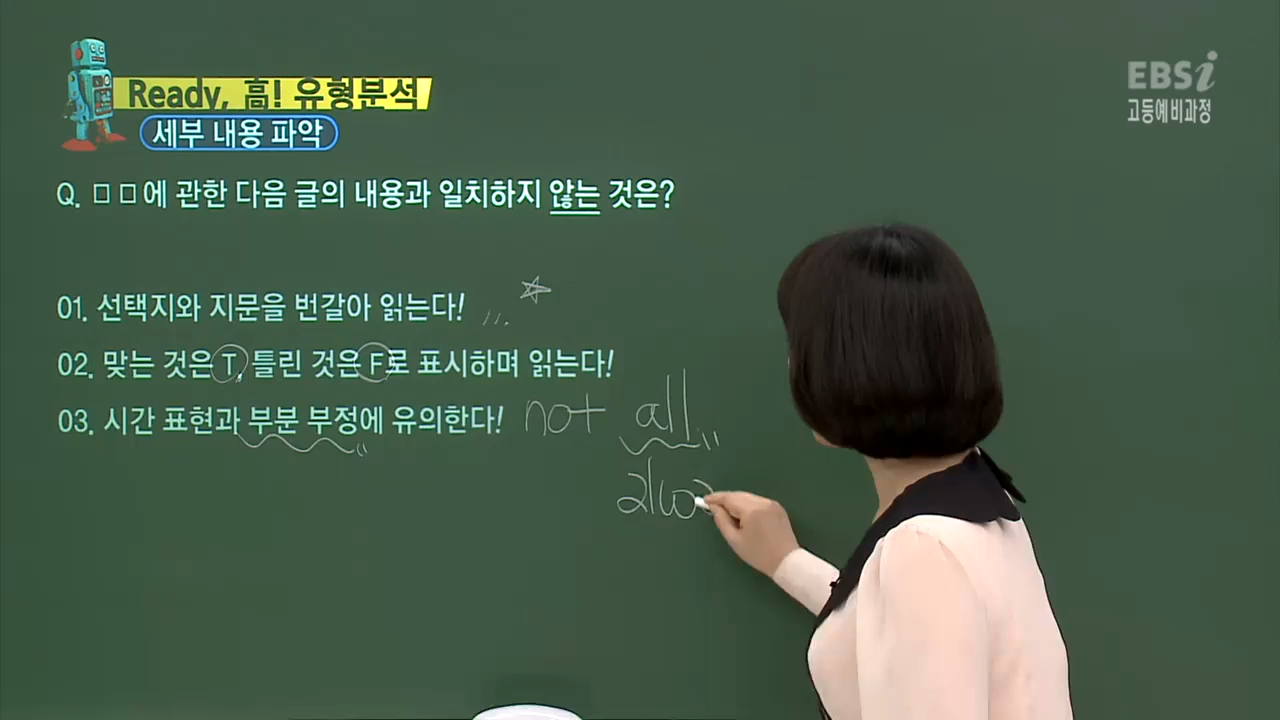 Ready, 高! 유형분석
EBSi
고등예비과정
세부 내용 파악
Q. □ □에 관한 다음 글의 내용과 일치하지 않는 것은?
01. 선택지와 지문을 번갈아 읽는다!
02. 맞는 것은 T, 틀린 것은 F로 표시하며 읽는다!
03. 시간 표현과 부분 부정에 유의한다! not all